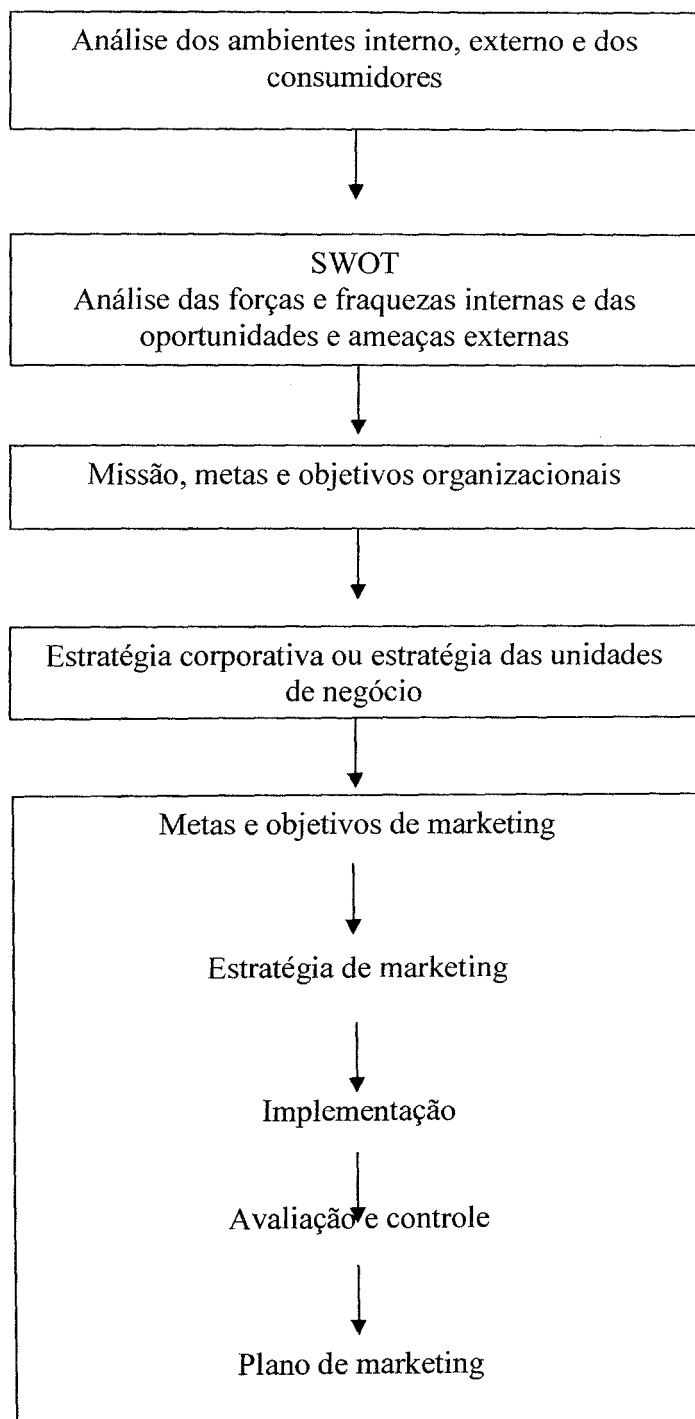 Análise dos ambientes interno, externo e dos
consumidores
SWOT
Análise das forças e fraquezas internas e das
oportunidades e ameaças externas
Missão, metas e objetivos organizacionais
Estratégia corporativa ou estratégia das unidades
de negócio
Metas e objetivos de marketing
Estratégia de marketing
Implementação
Avaliação e controle
Plano de marketing